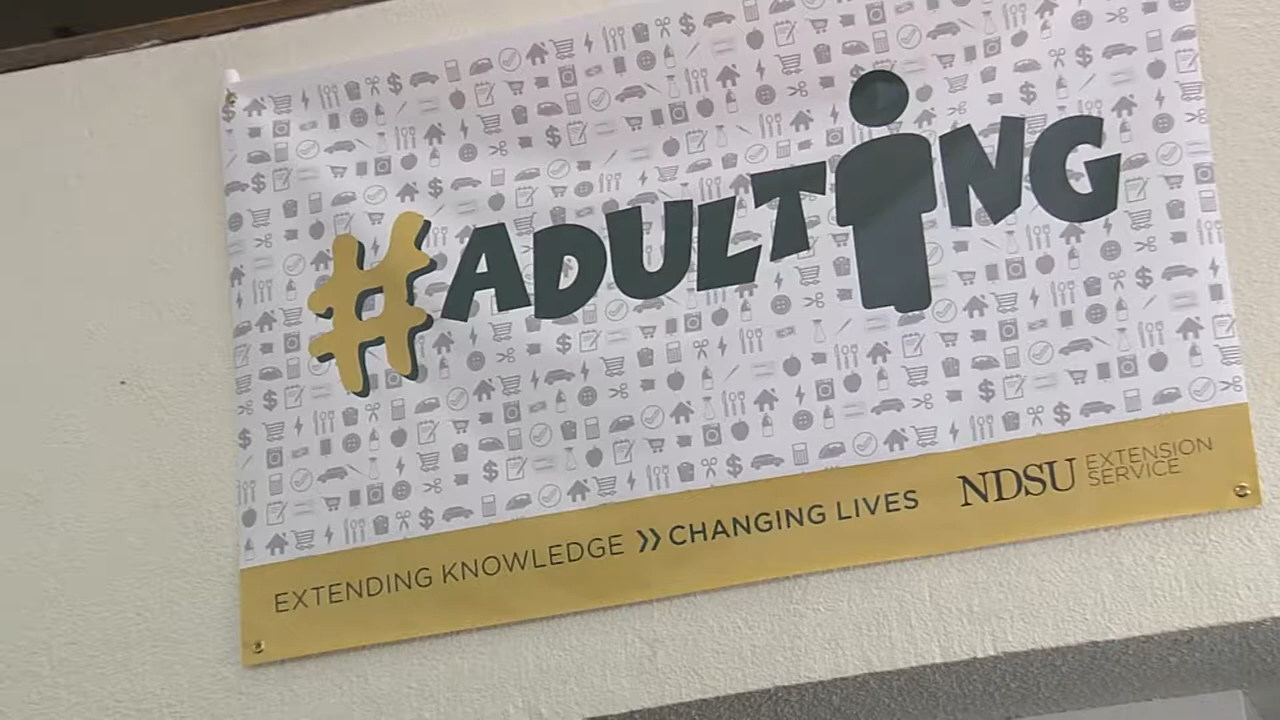 #ADULTiNG
EXTENDING KNOWLEDGE >> CHANGING LIVES
NDSU EXTENSION
SERVICE